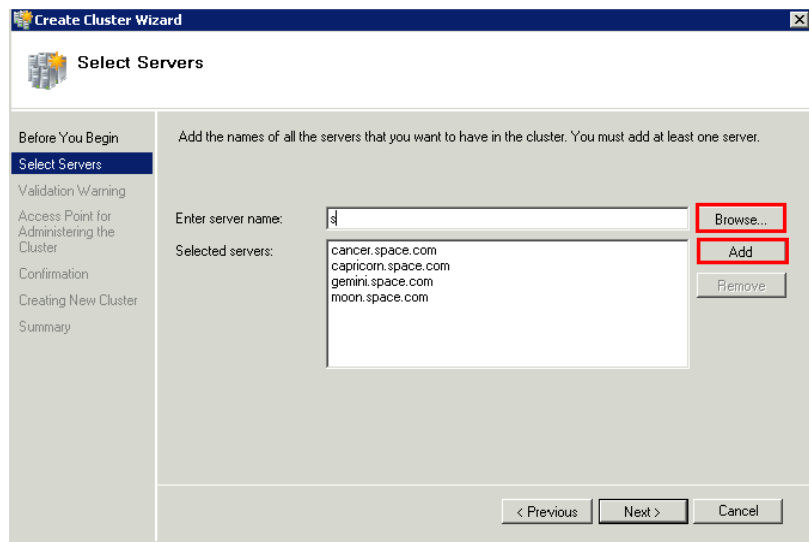 Create Cluster Wizard
Select Servers
Before You Begin
Select Servers
Validation Warning
Access Point for
Administering the
Cluster
Confirmation
Creating New Cluster
Summary
Add the names of all the servers that you want to have in the cluster. You must add at least one server.
Enter server name:
s
Browse...
Selected servers:
cancer.space.com
capricorn.space.com
gemini.space.com
moon.space.com
Add
Remove
< Previous
Next >
Cancel